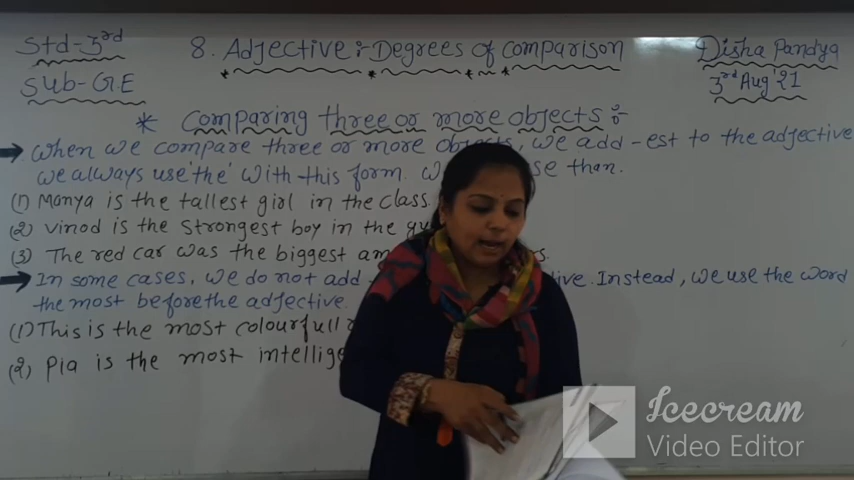 Std-3rd
8. Adjective:-Degrees of comparison
Disha Pandya
Sub-GE
3rd Aug'21
* Comparing three or more objects:-
→ When we compare three or more objects, we add -est to the adjective
we always use 'the' with this form. se than.
(1) Manya is the tallest girl in the class
(2) vinod is the strongest boy in the
(3) The red car was the biggest
→ In some cases, we do not add Instead, we use the word
the most before the adjective.
(1) This is the most colourfull
(2) Pia is the most intellige
Icecream
Video Editor